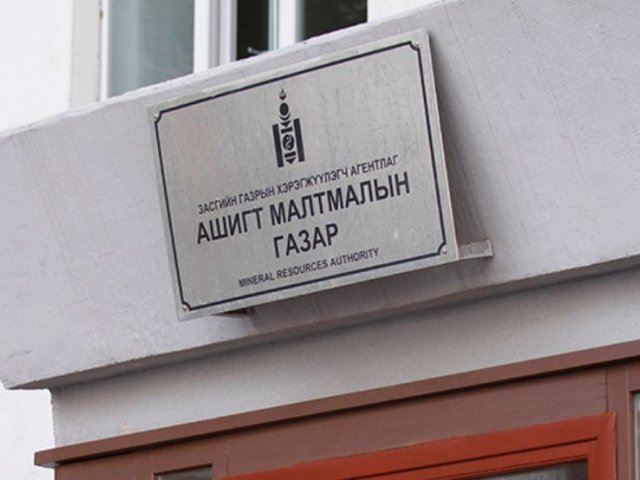 ЗАСГИЙН ГАЗРЫН ХЭРЭГЖҮҮЛЭГЧ АГЕНТЛАГ
АШИГТ МАЛТМАЛЫН
ГАЗАР
MINERAL RESOURCES AUTHORITY